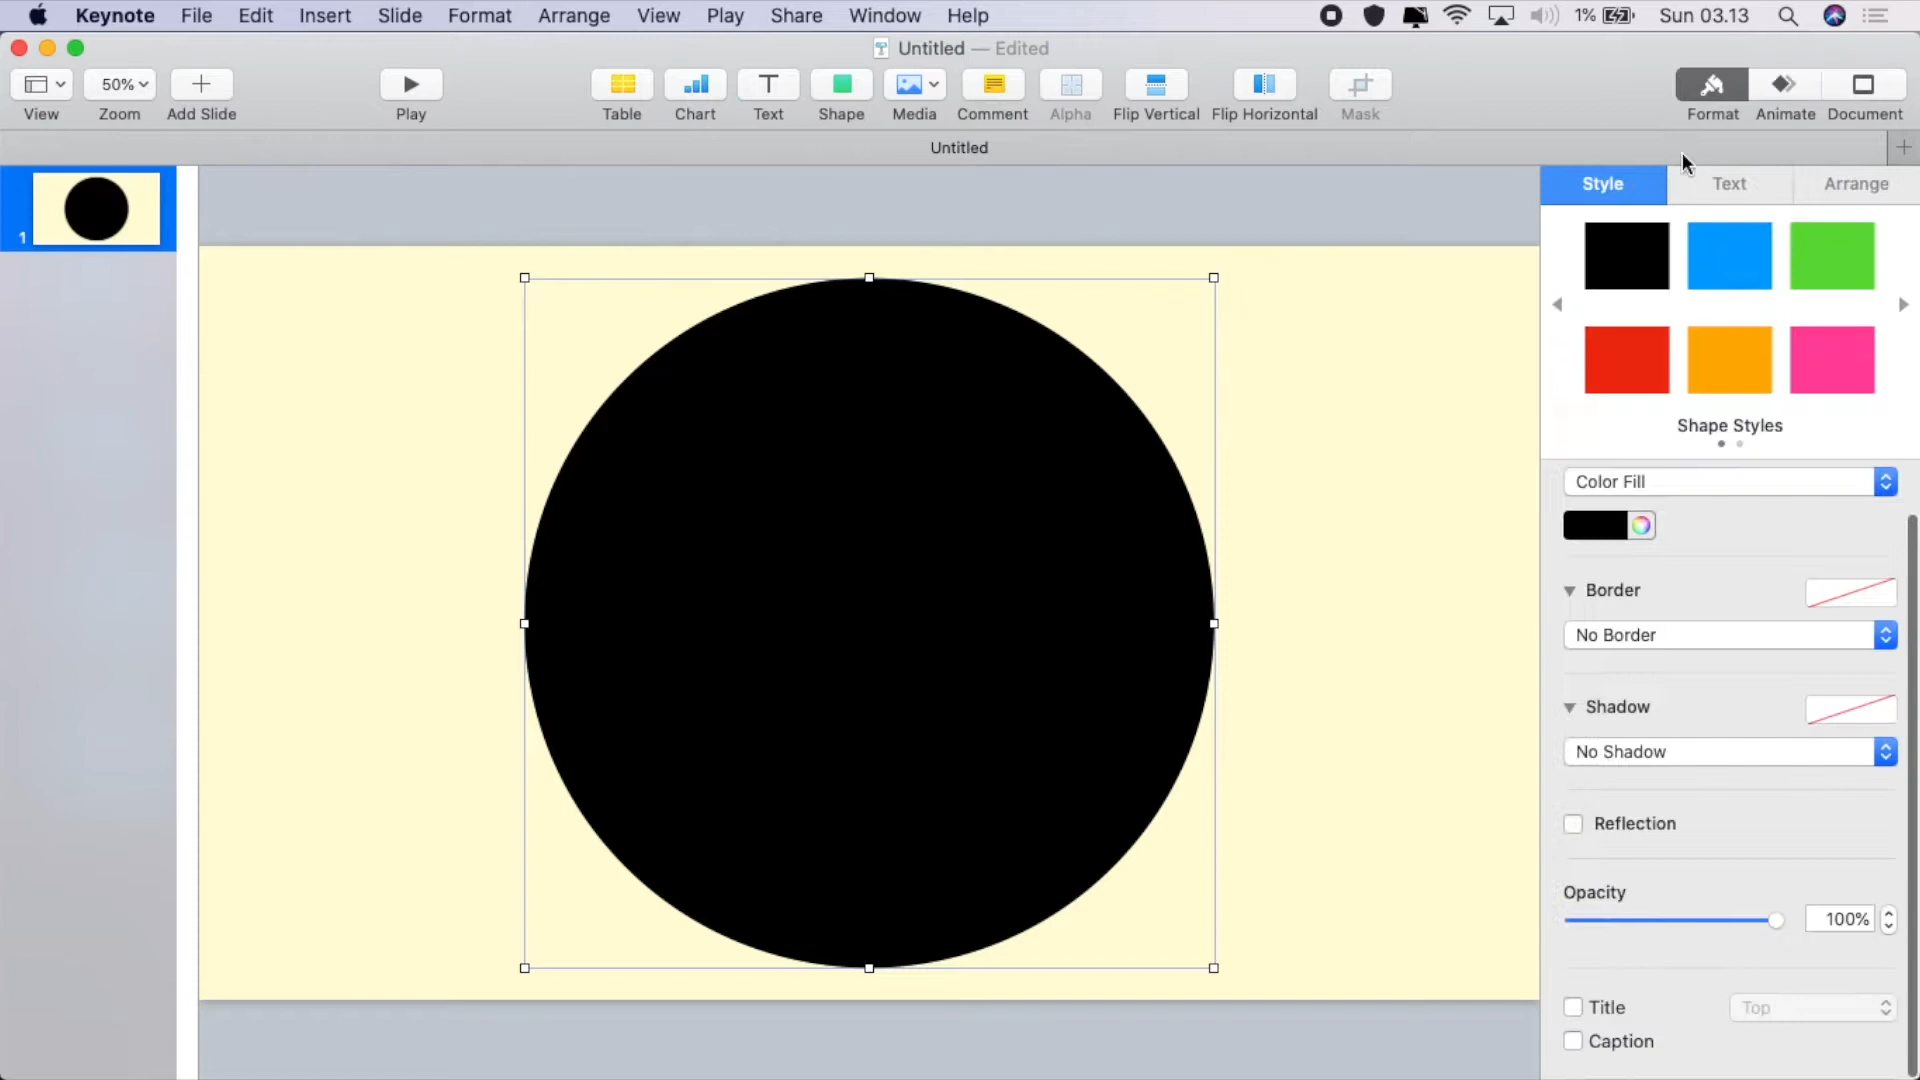 Keynote File Edit Insert Slide Format Arrange View Play Share Window Help 1% Sun 03.13
Untitled — Edited
50%
View Zoom Add Slide Play Table Chart Text Shape Media Comment Alpha Flip Vertical Flip Horizontal Mask Format Animate Document
Untitled
Style Text Arrange
1
Shape Styles
Color Fill
Border
No Border
Shadow
No Shadow
Reflection
Opacity
100%
Title Top
Caption